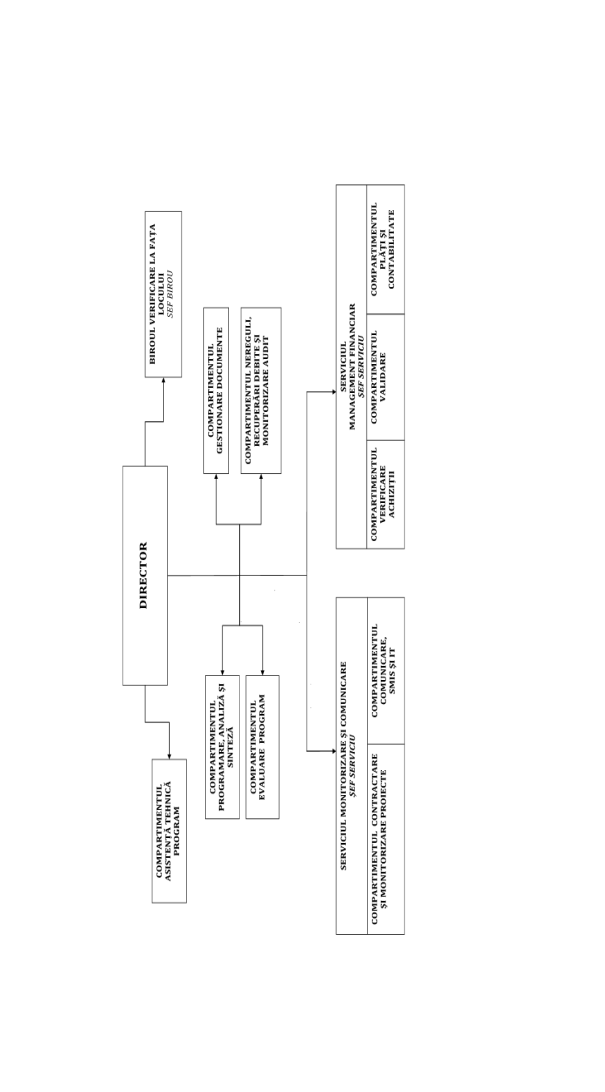 DIRECTOR
COMPARTIMENTUL
ASISTENȚĂ TEHNICĂ
PROGRAM
BIROUL VERIFICARE LA FAȚA
LOCULUI
SEF BIROU
COMPARTIMENTUL
PROGRAMARE, ANALIZĂ ȘI
SINTEZĂ
COMPARTIMENTUL
GESTIONARE DOCUMENTE
COMPARTIMENTUL
EVALUARE PROGRAM
COMPARTIMENTUL NEREGULI,
RECUPERĂRI DEBITE ȘI
MONITORIZARE AUDIT
SERVICIUL MONITORIZARE ȘI COMUNICARE
ȘEF SERVICIU
COMPARTIMENTUL CONTRACTARE
ȘI MONITORIZARE PROIECTE
COMPARTIMENTUL
COMUNICARE,
SMIS ȘI IT
SERVICIUL
MANAGEMENT FINANCIAR
ȘEF SERVICIU
COMPARTIMENTUL
VERIFICARE
ACHIZIȚII
COMPARTIMENTUL
VALIDARE
COMPARTIMENTUL
PLĂȚI ȘI
CONTABILITATE